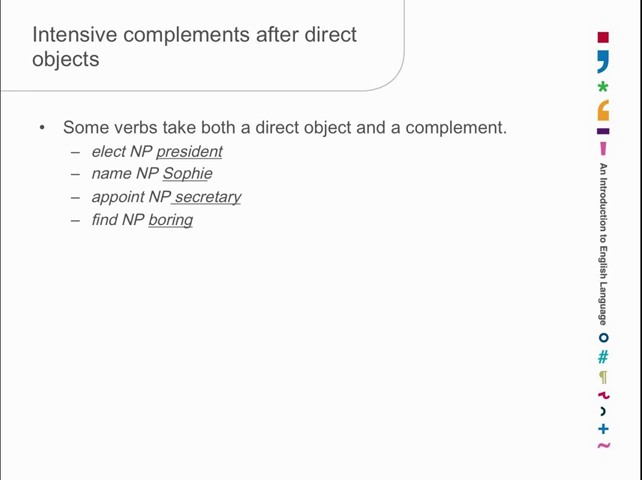 Intensive complements after direct
objects
• Some verbs take both a direct object and a complement.
– elect NP president
– name NP Sophie
– appoint NP secretary
– find NP boring
An Introduction to English Language